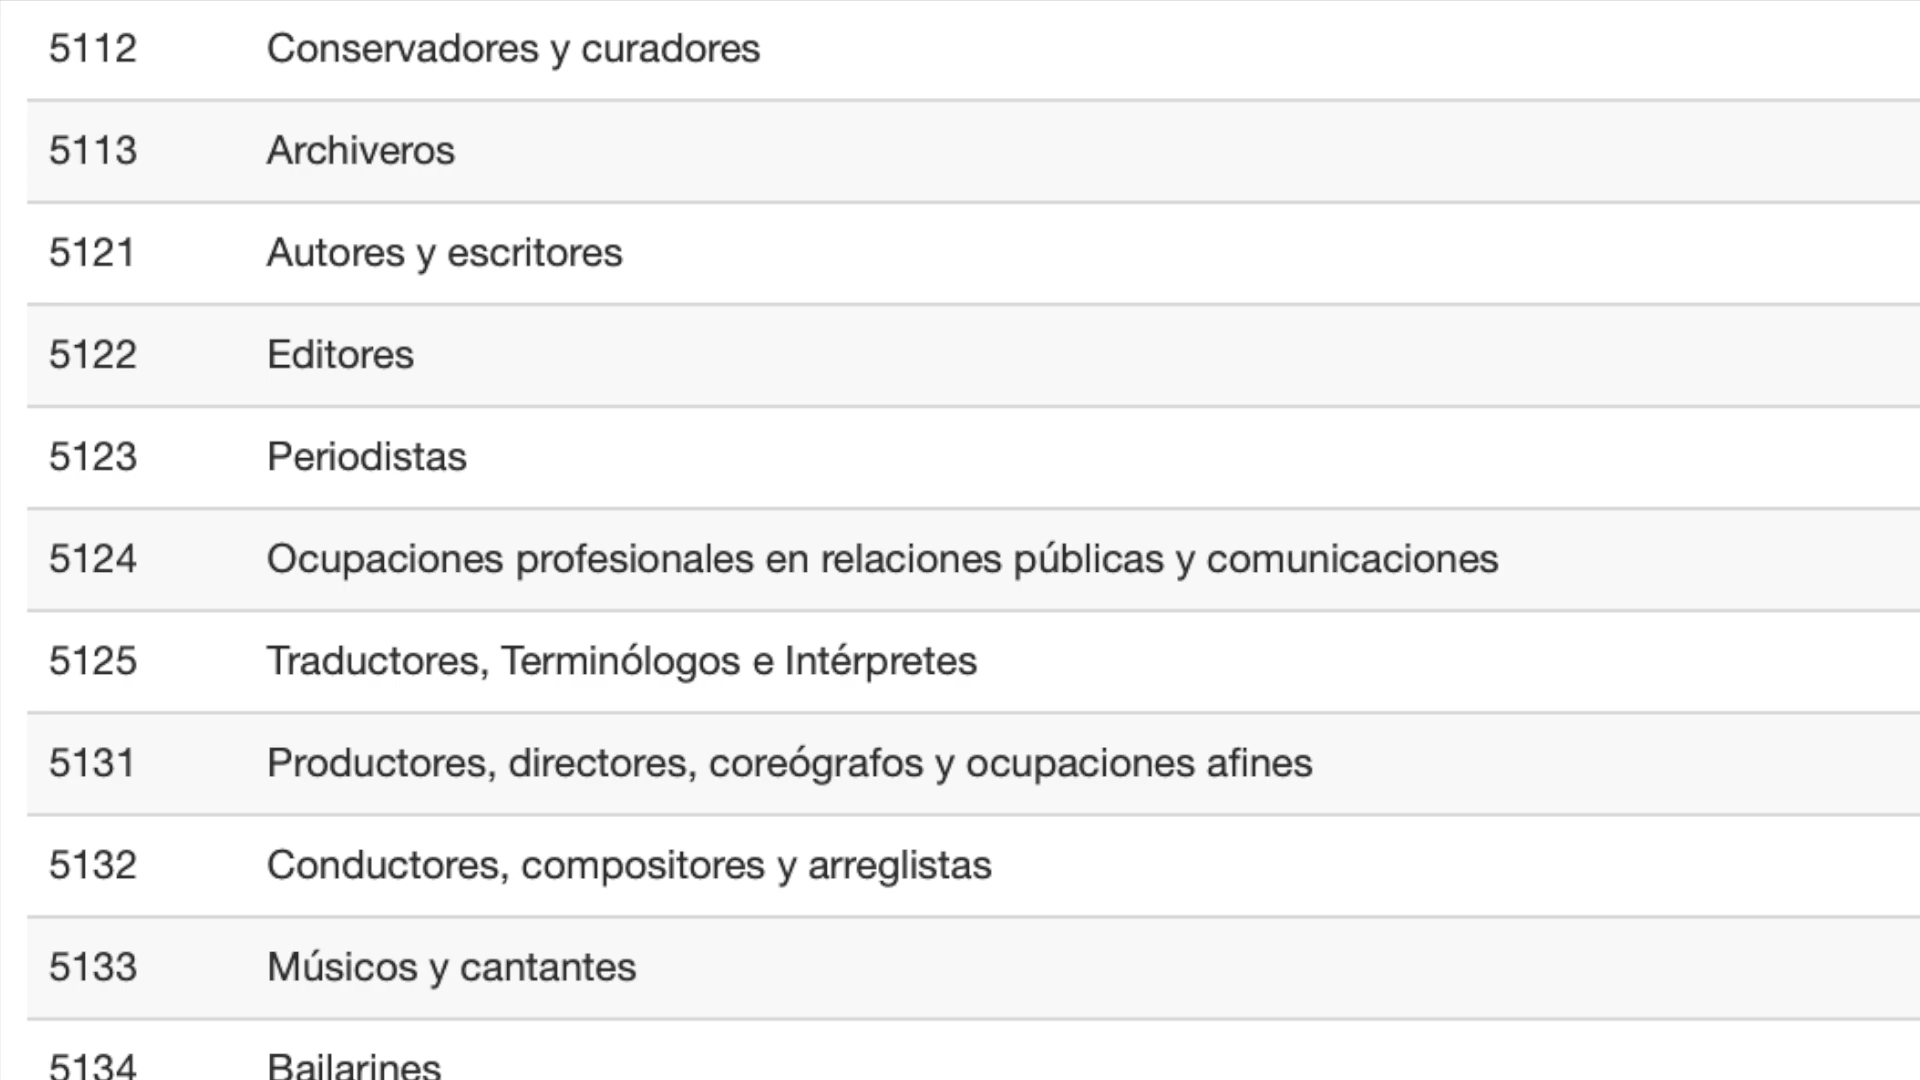 5112 Conservadores y curadores
5113 Archiveros
5121 Autores y escritores
5122 Editores
5123 Periodistas
5124 Ocupaciones profesionales en relaciones públicas y comunicaciones
5125 Traductores, Terminólogos e Intérpretes
5131 Productores, directores, coreógrafos y ocupaciones afines
5132 Conductores, compositores y arreglistas
5133 Músicos y cantantes
5134 Bailarines